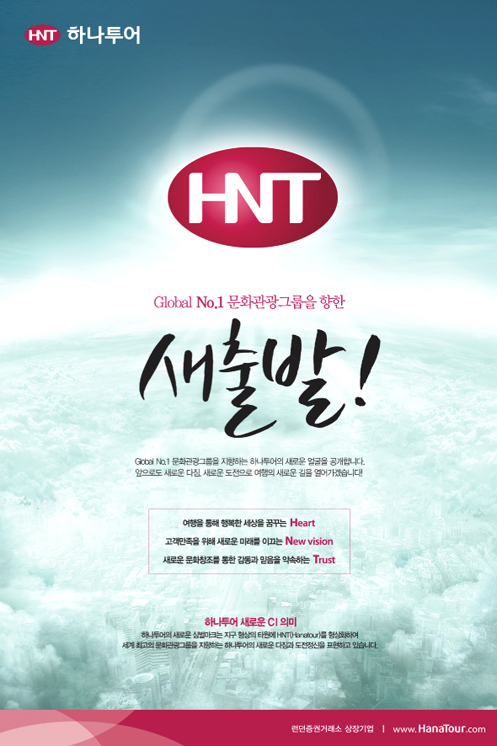 HNT 하나투어
HNT
Global No.1 문화관광그룹을 향한
새출발!
Global No.1 문화관광그룹을 지향하는 하나투어의 새로운 얼굴을 공개합니다.
앞으로도 새로운 다짐, 새로운 도전으로 여행의 새로운 길을 열어가겠습니다!
여행을 통해 행복한 세상을 꿈꾸는 Heart
고객만족을 위해 새로운 미래를 이끄는 New vision
새로운 문화창조를 통한 감동과 믿음을 약속하는 Trust
하나투어 새로운 CI 의미
하나투어의 새로운 심벌마크는 지구 형상의 타원에 HNT(Hanatour)를 형상화하여
세계 최고의 문화관광그룹을 지향하는 하나투어의 새로운 다짐과 도전정신을 표현하고 있습니다.
런던증권거래소 상장기업 | www.HanaTour.com